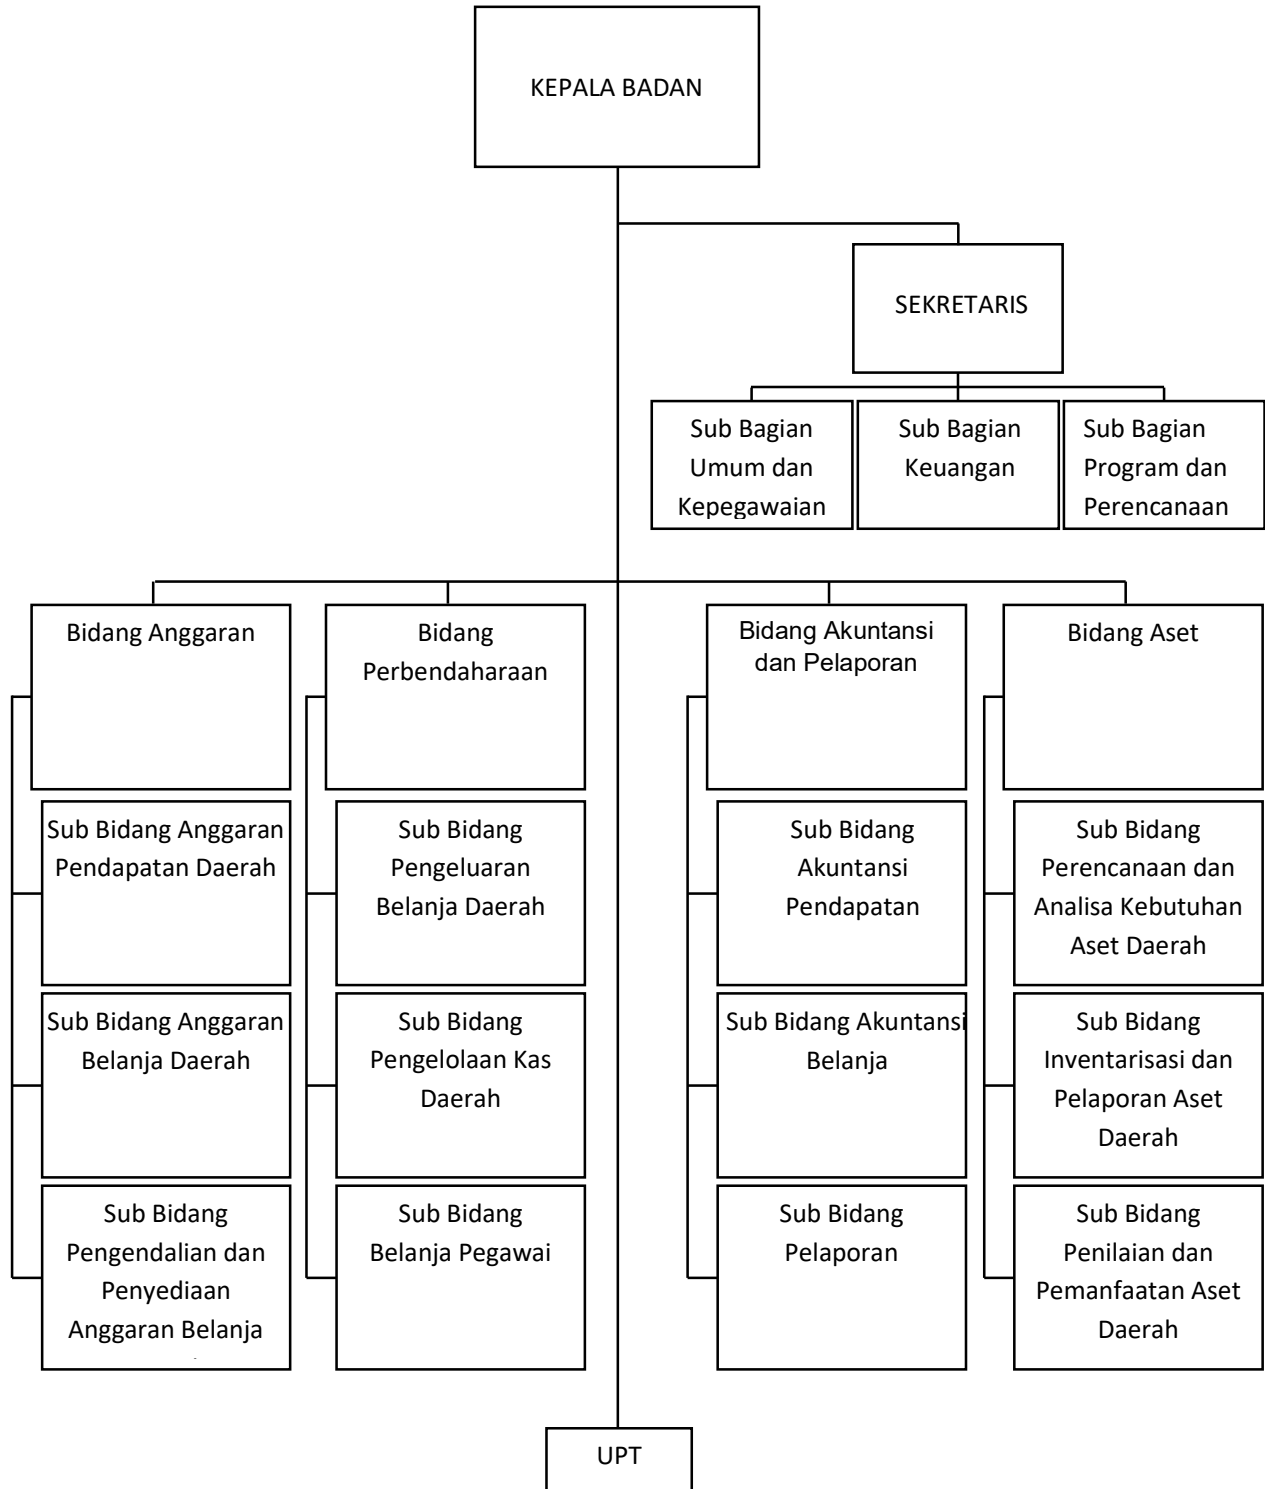 KEPALA BADAN
SEKRETARIS
Sub Bagian
Umum dan
Kepegawaian
Sub Bagian
Keuangan
Sub Bagian
Program dan
Perencanaan
Bidang Anggaran
Bidang
Perbendaharaan
Bidang Akuntansi
dan Pelaporan
Bidang Aset
Sub Bidang Anggaran
Pendapatan Daerah
Sub Bidang
Pengeluaran
Belanja Daerah
Sub Bidang
Akuntansi
Pendapatan
Sub Bidang
Perencanaan dan
Analisa Kebutuhan
Aset Daerah
Sub Bidang Anggaran
Belanja Daerah
Sub Bidang
Pengelolaan Kas
Daerah
Sub Bidang Akuntansi
Belanja
Sub Bidang
Inventarisasi dan
Pelaporan Aset
Daerah
Sub Bidang
Pengendalian dan
Penyediaan
Anggaran Belanja
Sub Bidang
Belanja Pegawai
Sub Bidang
Pelaporan
Sub Bidang
Penilaian dan
Pemanfaatan Aset
Daerah
UPT